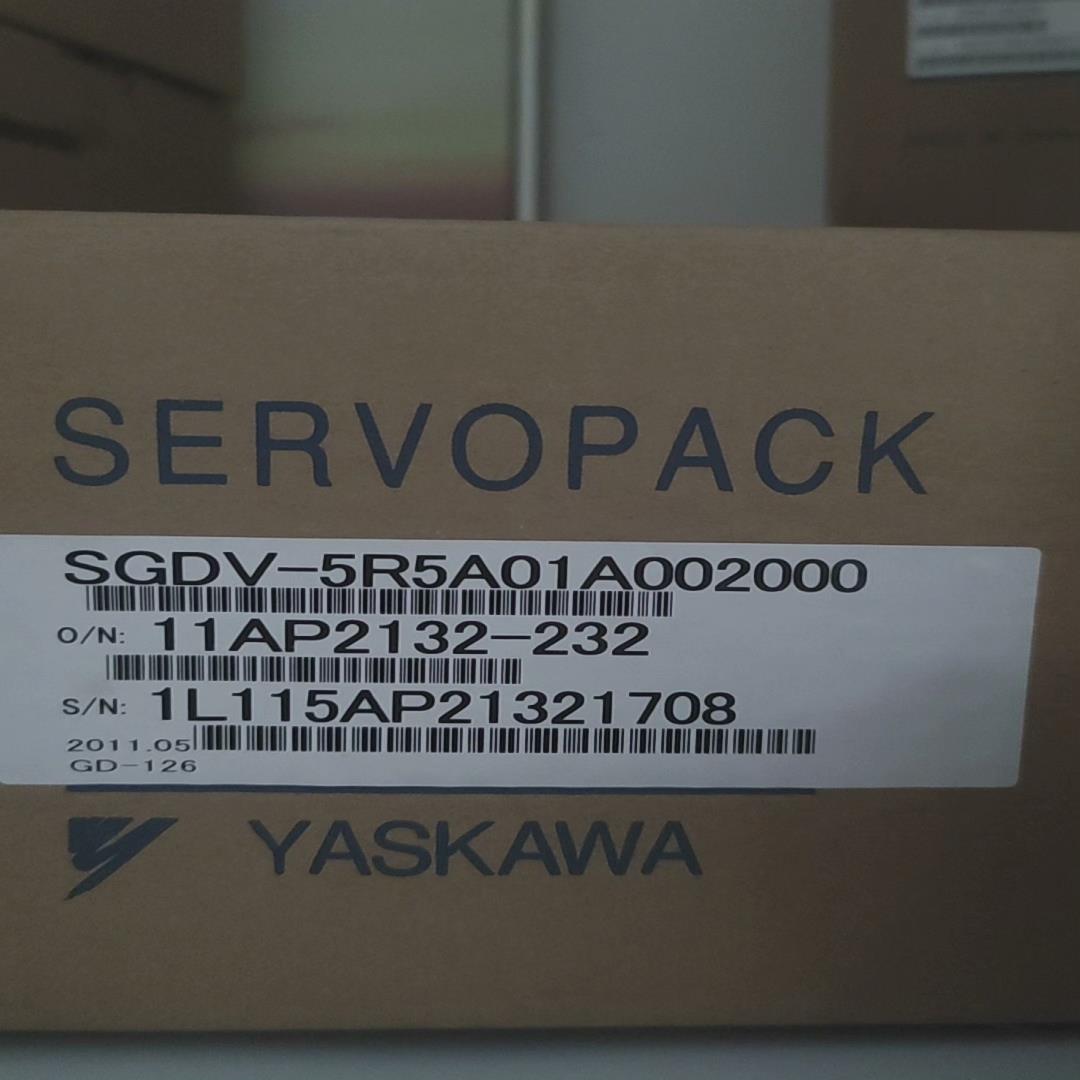 SERVOPACK
SGDV-5R5A01A002000
O/N: 11AP2132-232
S/N: 1L115AP21321708
2011.05
GD-126
YASKAWA